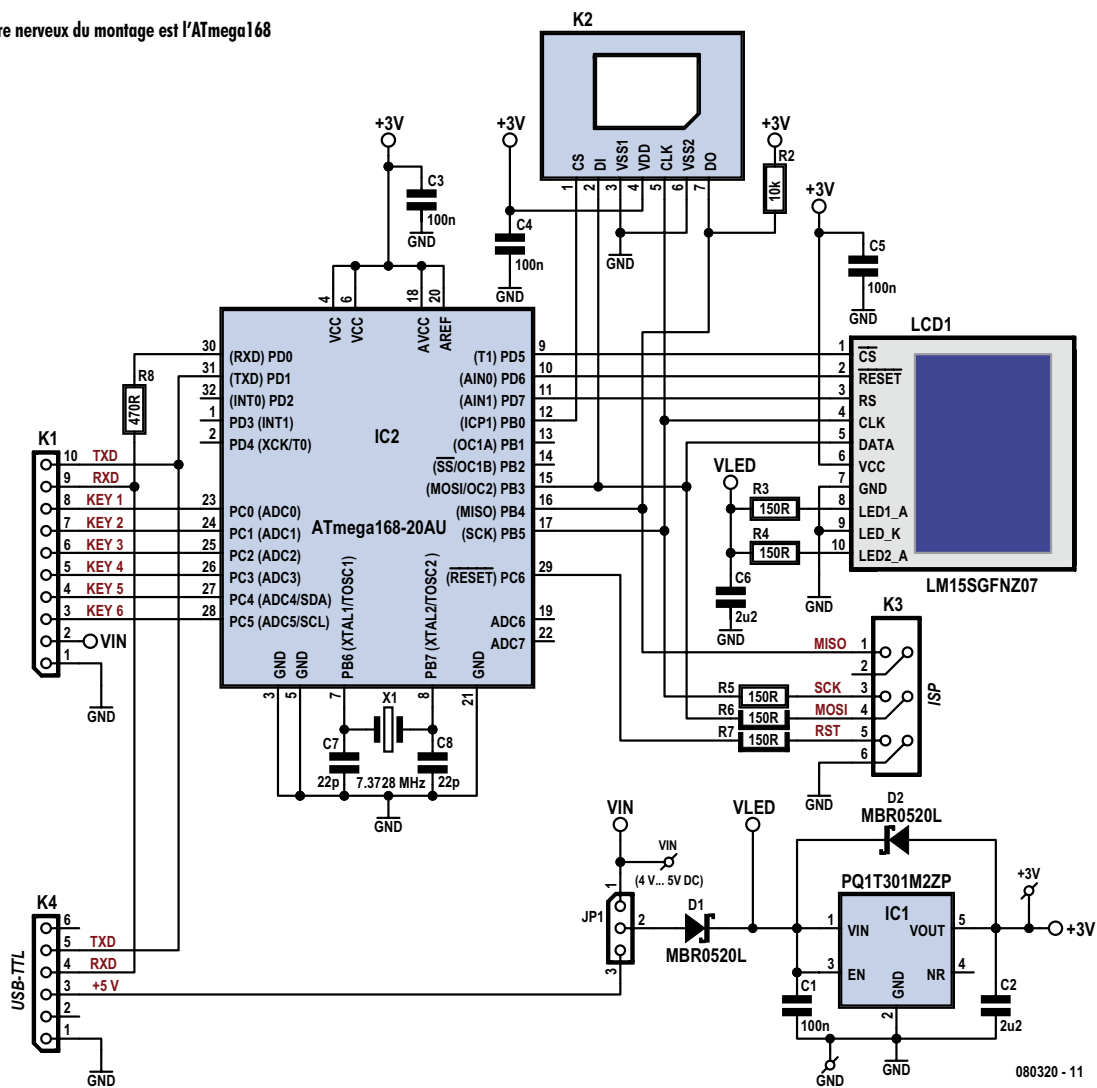 re nerveux du montage est l'ATmega168
K2
CS
DI
VSS1
VDD
CLK
VSS2
DO
1
2
3
4
5
6
7
+3V
C3
100n
GND
+3V
C4
100n
GND
GND
+3V
R2
10k
+3V
C5
100n
GND
4
6
18
20
VCC
VCC
AVCC
AREF
IC2
ATmega168-20AU
30
(RXD) PD0
31
(TXD) PD1
32
(INT0) PD2
1
PD3 (INT1)
2
PD4 (XCK/T0)
23
PC0 (ADC0)
24
PC1 (ADC1)
25
PC2 (ADC2)
26
PC3 (ADC3)
27
PC4 (ADC4/SDA)
28
PC5 (ADC5/SCL)
(T1) PD5
9
(AIN0) PD6
10
(AIN1) PD7
11
(ICP1) PB0
12
(OC1A) PB1
13
(SS/OC1B) PB2
14
(MOSI/OC2) PB3
15
(MISO) PB4
16
(SCK) PB5
17
(RESET) PC6
29
ADC6
19
ADC7
22
GND
GND
PB6 (XTAL1/TOSC1)
PB7 (XTAL2/TOSC2)
GND
3
5
7
8
21
X1
C7
22p
7.3728 MHz
C8
22p
GND
R8
470R
K1
10
TXD
9
RXD
8
KEY 1
7
KEY 2
6
KEY 3
5
KEY 4
4
KEY 5
3
KEY 6
2
VIN
1
GND
LCD1
1
CS
2
RESET
3
RS
4
CLK
5
DATA
6
VCC
7
GND
8
LED1_A
9
LED_K
10
LED2_A
LM15SGFNZ07
VLED
R3
150R
R4
150R
C6
2u2
GND
GND
K3
MISO
1
2
SCK
3
MOSI
4
RST
5
6
ISP
R5
150R
R6
150R
R7
150R
GND
K4
6
5
TXD
4
RXD
3
+5 V
2
1
USB-TTL
GND
VIN
VIN
(4 V... 5V DC)
JP1
1
2
3
D1
MBR0520L
VLED
D2
MBR0520L
PQ1T301M2ZP
IC1
1
VIN
VOUT
5
3
EN
NR
4
GND
2
C1
100n
C2
2u2
+3V
+3V
GND
GND
080320 - 11